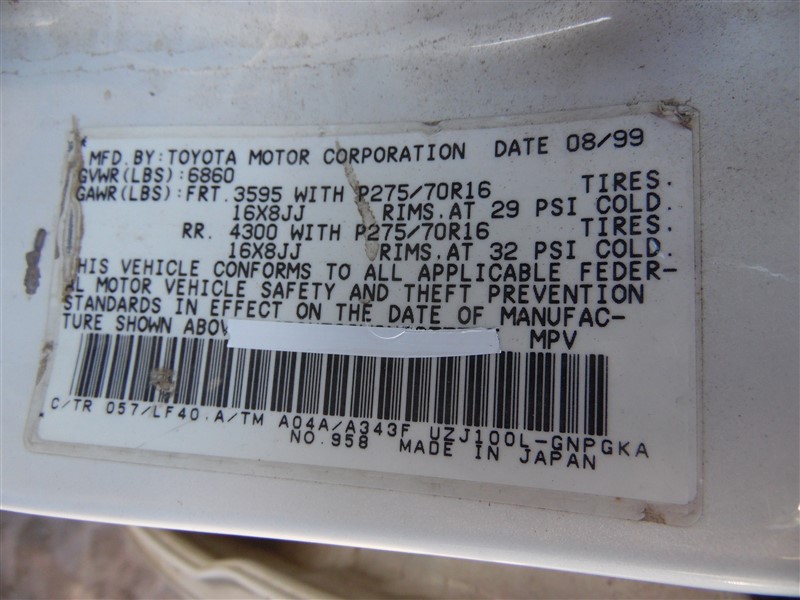 MFD. BY: TOYOTA MOTOR CORPORATION DATE 08/99
GVWR(LBS):6860
GAWR(LBS):FRT. 3595 WITH P275/70R16 TIRES.
16X8JJ RIMS. AT 29 PSI COLD.
RR. 4300 WITH P275/70R16 TIRES.
16X8JJ RIMS. AT 32 PSI COLD.
THIS VEHICLE CONFORMS TO ALL APPLICABLE FEDER-
AL MOTOR VEHICLE SAFETY AND THEFT PREVENTION
STANDARDS IN EFFECT ON THE DATE OF MANUFAC-
TURE SHOWN ABOVE
MPV
C/TR 057/LF40. A/TM A04A/A343F UZJ100L-GNPGKA
NO. 958 MADE IN JAPAN